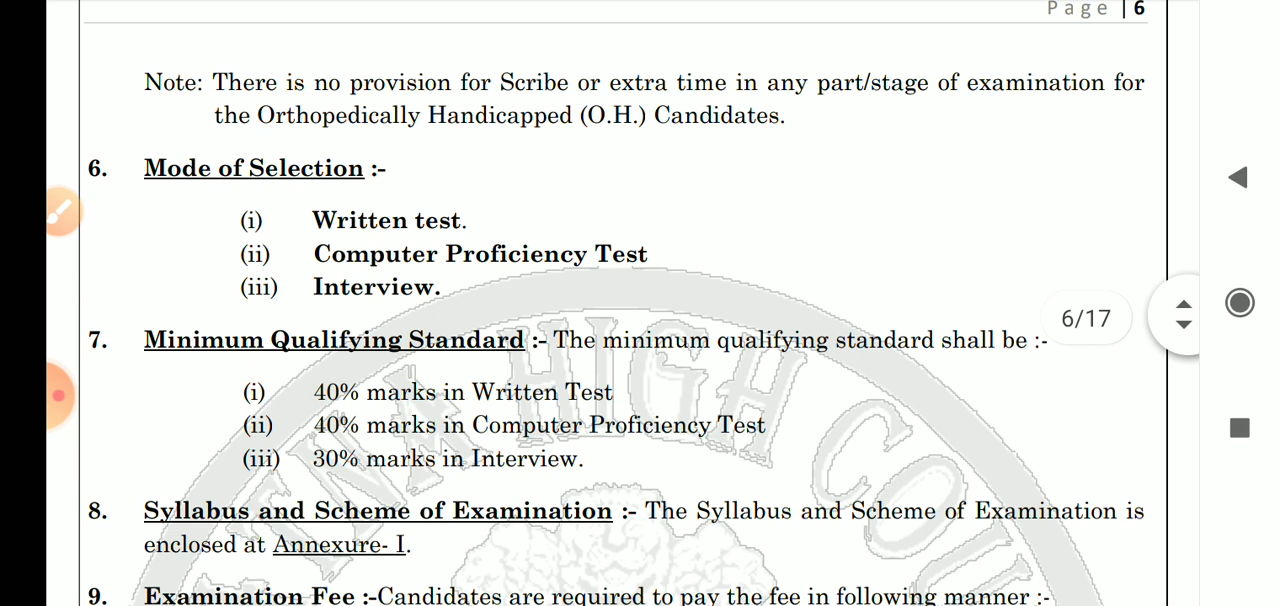 Page | 6
Note: There is no provision for Scribe or extra time in any part/stage of examination for
the Orthopedically Handicapped (O.H.) Candidates.
6. Mode of Selection :-
(i) Written test.
(ii) Computer Proficiency Test
(iii) Interview.
6/17
7. Minimum Qualifying Standard :- The minimum qualifying standard shall be :-
(i) 40% marks in Written Test
(ii) 40% marks in Computer Proficiency Test
(iii) 30% marks in Interview.
8. Syllabus and Scheme of Examination :- The Syllabus and Scheme of Examination is
enclosed at Annexure- I.
9. Examination Fee :-Candidates are required to pay the fee in following manner :-
HIGH COU